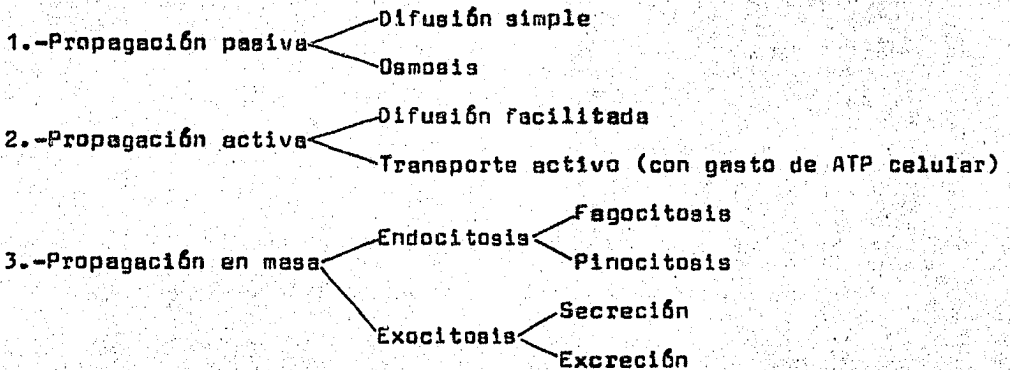 Difusión simple
1.-Propagación pasiva
Osmosis
Difusión facilitada
2.-Propagación activa
Transporte activo (con gasto de ATP celular)
Fagocitosis
Endocitosis
Pinocitosis
3.-Propagación en masa
Secreción
Exocitosis
Excreción